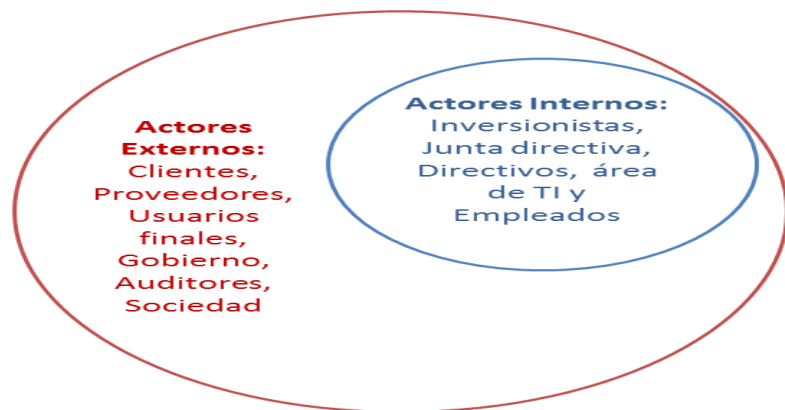 Actores
Externos:
Clientes,
Proveedores,
Usuarios
finales,
Gobierno,
Auditores,
Sociedad
Actores Internos:
Inversionistas,
Junta directiva,
Directivos, área
de TI y
Empleados